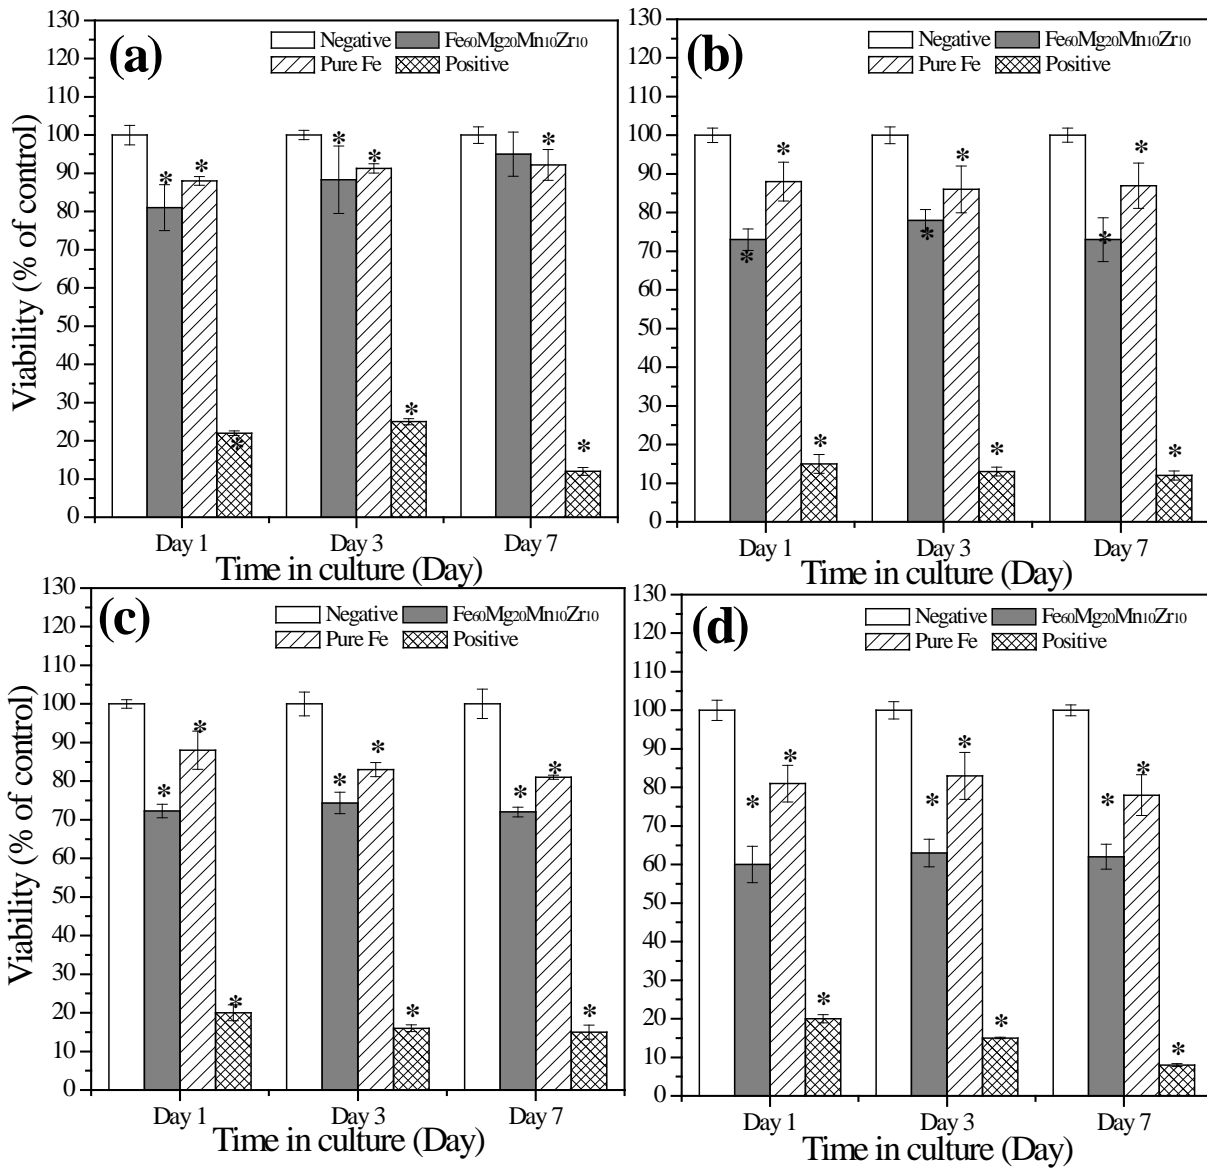 (a)
Negative Fe60Mg20Mn10Zr10
Pure Fe Positive
130
120
110
100
90
80
70
60
50
40
30
20
10
0
Viability (% of control)
* * * * * * * * *
*
*
Day 1 Day 3 Day 7
Time in culture (Day)
(b)
Negative Fe60Mg20Mn10Zr10
Pure Fe Positive
130
120
110
100
90
80
70
60
50
40
30
20
10
0
* * * * * * * * *
Day 1 Day 3 Day 7
Time in culture (Day)
(c)
Negative Fe60Mg20Mn10Zr10
Pure Fe Positive
130
120
110
100
90
80
70
60
50
40
30
20
10
0
Viability (% of control)
* * * * * * * * *
Day 1 Day 3 Day 7
Time in culture (Day)
(d)
Negative Fe60Mg20Mn10Zr10
Pure Fe Positive
130
120
110
100
90
80
70
60
50
40
30
20
10
0
* * * * * * * * *
Day 1 Day 3 Day 7
Time in culture (Day)